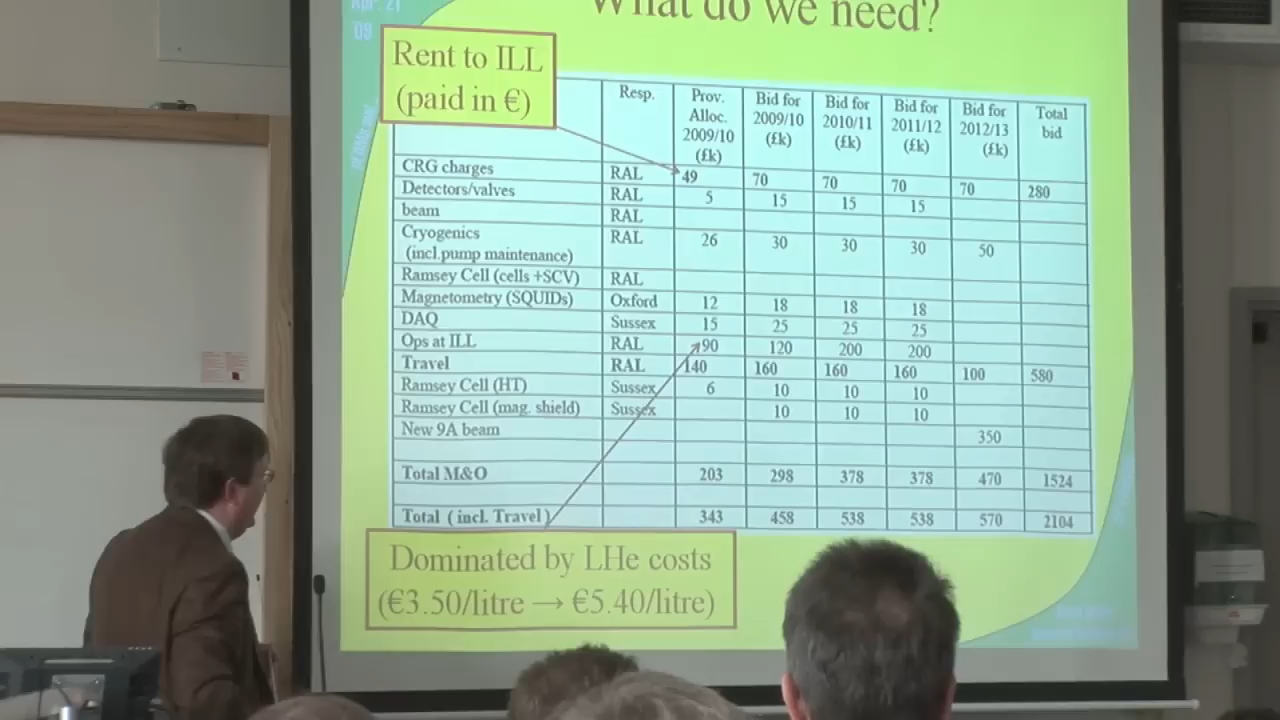 What do we need?
Apr. 21
'09
Rent to ILL
(paid in €)
Resp. Prov. Alloc. 2009/10 (£k) Bid for 2009/10 (£k) Bid for 2010/11 (£k) Bid for 2011/12 (£k) Bid for 2012/13 (£k) Total bid
CRG charges RAL 49 70 70 70 70 280
Detectors/valves RAL 5 15 15 15
beam RAL
Cryogenics (incl.pump maintenance) RAL 26 30 30 30 50
Ramsey Cell (cells +SCV) RAL
Magnetometry (SQUIDs) Oxford 12 18 18 18
DAQ Sussex 15 25 25 25
Ops at ILL RAL 90 120 200 200
Travel RAL 140 160 160 160 100 580
Ramsey Cell (HT) Sussex 6 10 10 10
Ramsey Cell (mag. shield) Sussex 10 10 10
New 9A beam 350
Total M&O 203 298 378 378 470 1524
Total ( incl. Travel ) 343 458 538 538 570 2104
Dominated by LHe costs
(€3.50/litre → €5.40/litre)